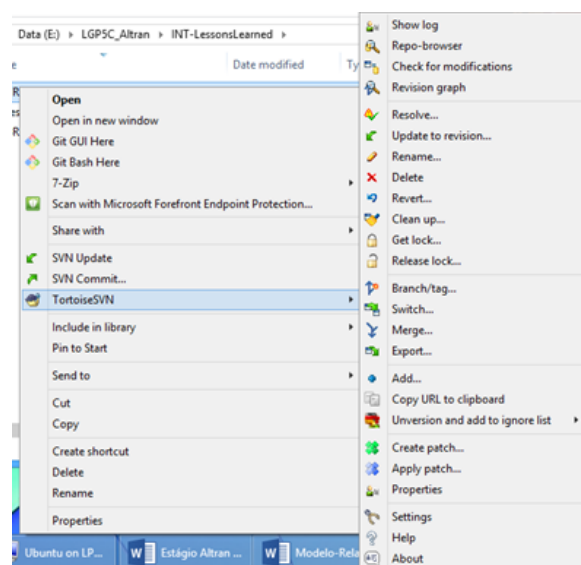 Data (E:) ▸ LGP5C_Altran ▸ INT-LessonsLearned ▸
Date modified
Ty
R
es
R
Open
Open in new window
Git GUI Here
Git Bash Here
7-Zip
Scan with Microsoft Forefront Endpoint Protection...
Share with
SVN Update
SVN Commit...
TortoiseSVN
Include in library
Pin to Start
Send to
Cut
Copy
Create shortcut
Delete
Rename
Properties
Show log
Repo-browser
Check for modifications
Revision graph
Resolve...
Update to revision...
Rename...
Delete
Revert...
Clean up...
Get lock...
Release lock...
Branch/tag...
Switch...
Merge...
Export...
Add...
Copy URL to clipboard
Unversion and add to ignore list
Create patch...
Apply patch...
Properties
Settings
Help
About
Ubuntu on LP...
Estágio Altran ...
Modelo-Rela